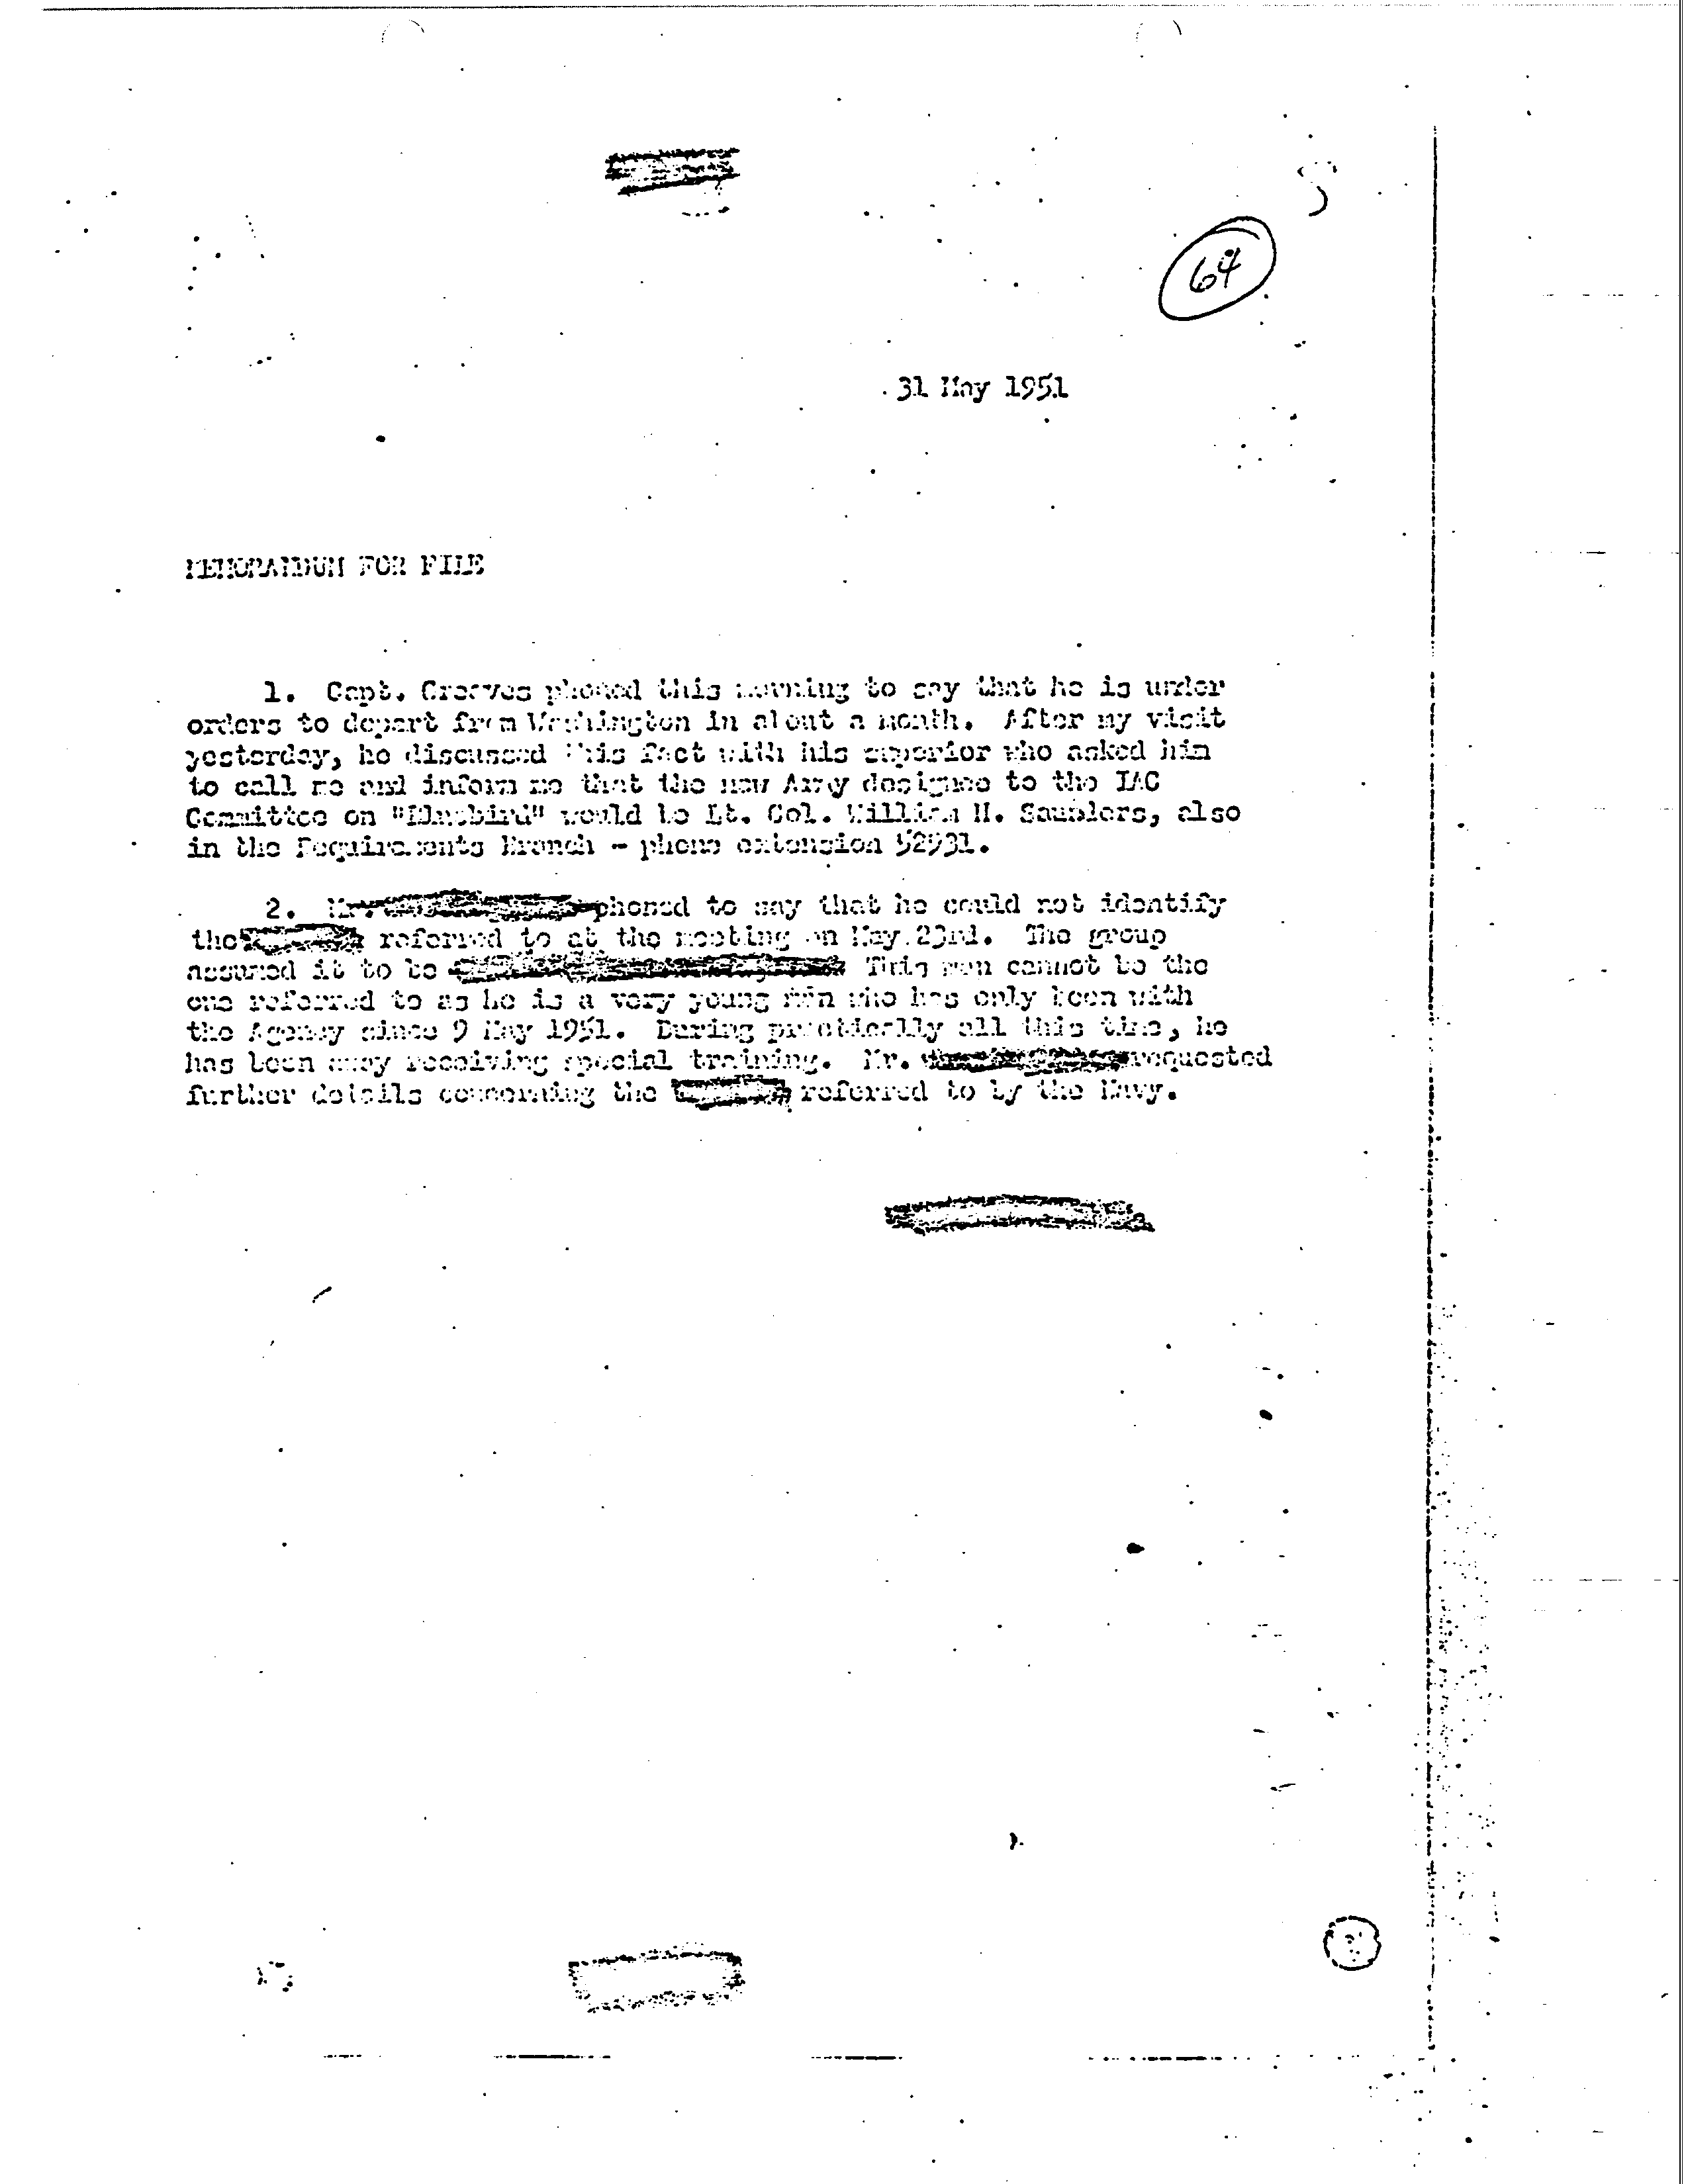 64
31 May 1951
MEMORANDUM FOR FILE
1. Capt. Greaves phoned this morning to say that he is under
orders to depart from Washington in about a month. After my visit
yesterday, he discussed this fact with his superior who asked him
to call me and inform me that the new Army designee to the IAC
Committee on "Bluebird" would be Lt. Col. William H. Saunders, also
in the Requirements Branch - phone extension 52931.
2. Mr. phoned to say that he could not identify
the referred to at the meeting on May 23rd. The group
assumed it to be This man cannot be the
one referred to as he is a very young man who has only been with
the Agency since 9 May 1951. During practically all this time, he
has been away receiving special training. Mr. requested
further details concerning the referred to by the Navy.